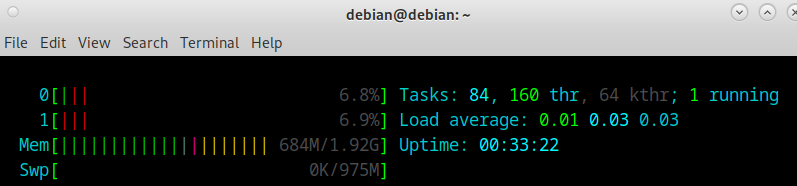 debian@debian: ~
File Edit View Search Terminal Help
0[||| 6.8%] Tasks: 84, 160 thr, 64 kthr; 1 running
1[||| 6.9%] Load average: 0.01 0.03 0.03
Mem[||||||||||||||||||||| 684M/1.92G] Uptime: 00:33:22
Swp[ 0K/975M]